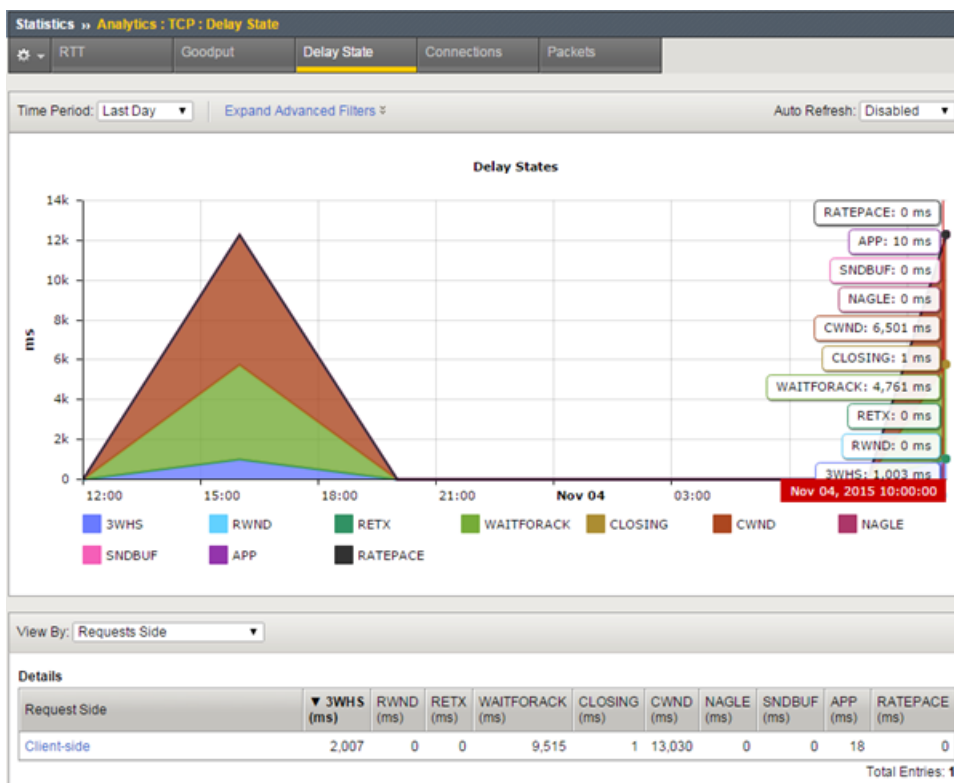 Statistics ›› Analytics : TCP : Delay State
RTT Goodput Delay State Connections Packets
Time Period: Last Day Expand Advanced Filters Auto Refresh: Disabled
Delay States
14k
12k
10k
8k
6k
4k
2k
0
ms
12:00 15:00 18:00 21:00 Nov 04 03:00
RATEPACE: 0 ms
APP: 10 ms
SNDBUF: 0 ms
NAGLE: 0 ms
CWND: 6,501 ms
CLOSING: 1 ms
WAITFORACK: 4,761 ms
RETX: 0 ms
RWND: 0 ms
3WHS: 1,003 ms
Nov 04, 2015 10:00:00
3WHS RWND RETX WAITFORACK CLOSING CWND NAGLE
SNDBUF APP RATEPACE
View By: Requests Side
Details
Request Side ▼ 3WHS (ms) RWND (ms) RETX (ms) WAITFORACK (ms) CLOSING (ms) CWND (ms) NAGLE (ms) SNDBUF (ms) APP (ms) RATEPACE (ms)
Client-side 2,007 0 0 9,515 1 13,030 0 0 18 0
Total Entries: 1